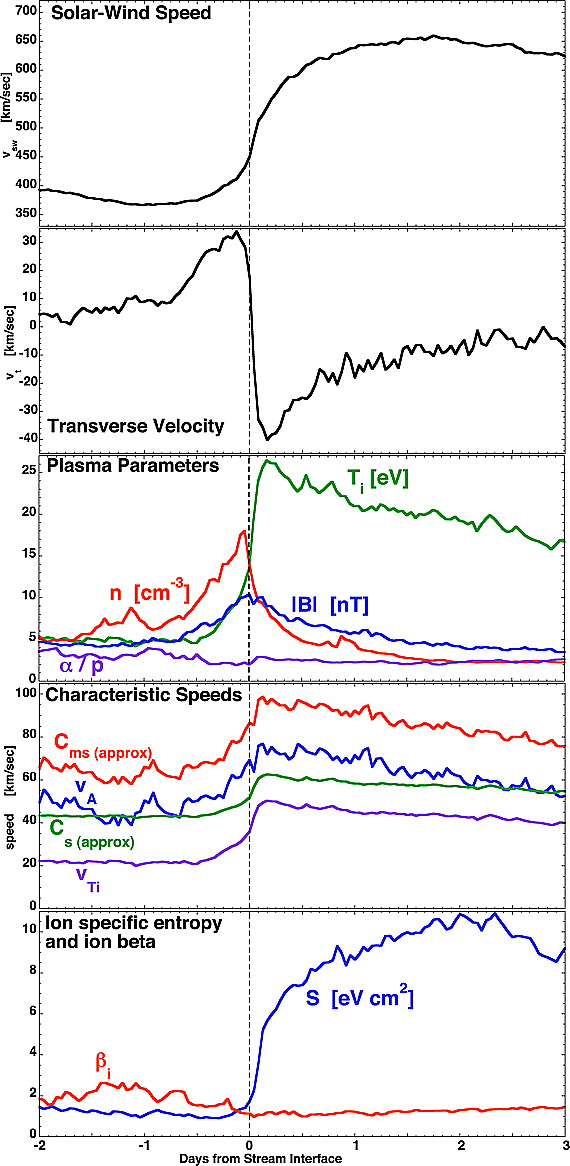 Solar-Wind Speed
700
650
600
550
500
450
400
350
v_sw [km/sec]
30
20
10
0
-10
-20
-30
-40
v_t [km/sec]
Transverse Velocity
Plasma Parameters
25
20
15
10
5
0
T_i [eV]
n [cm^-3]
|B| [nT]
α / p
Characteristic Speeds
100
80
60
40
20
0
speed [km/sec]
C_ms (approx)
v_A
C_s (approx)
v_Ti
Ion specific entropy
and ion beta
10
8
6
4
2
0
S [eV cm^2]
β_i
-2 -1 0 1 2 3
Days from Stream Interface